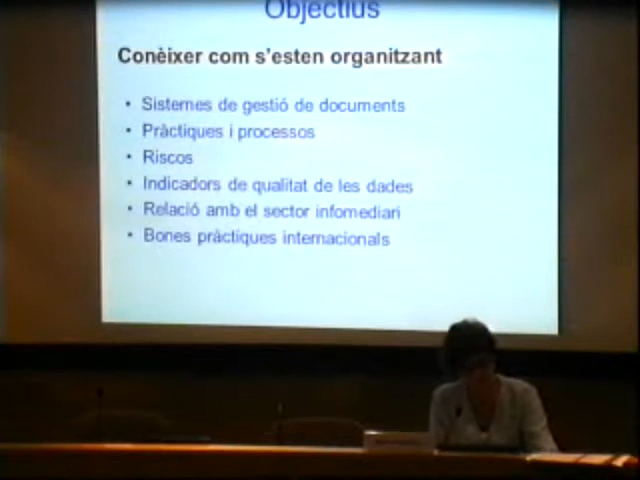 Objectius
Conèixer com s'esten organitzant
• Sistemes de gestió de documents
• Pràctiques i processos
• Riscos
• Indicadors de qualitat de les dades
• Relació amb el sector infomediari
• Bones pràctiques internacionals